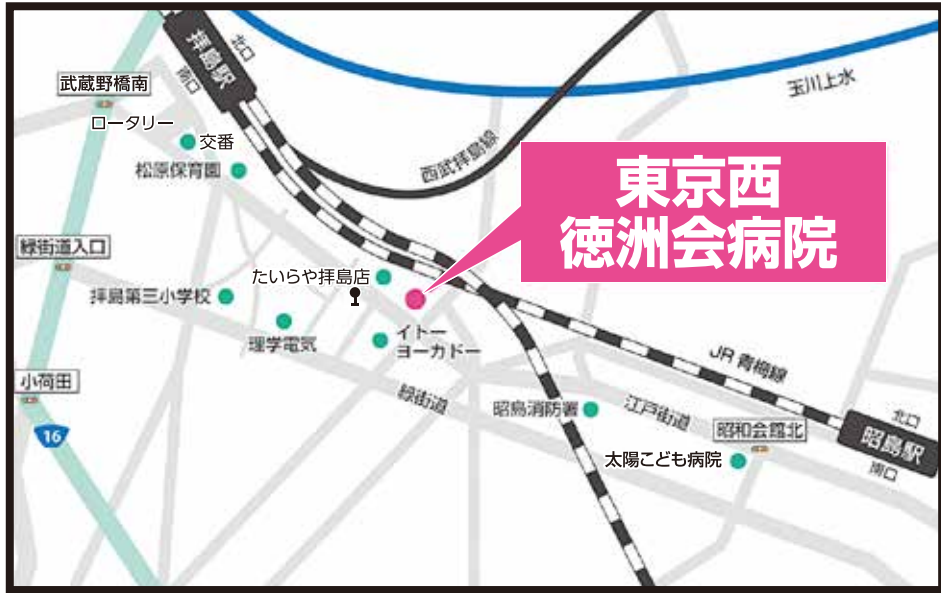 拝島駅
北口
南口
武蔵野橋南
ロータリー
交番
松原保育園
玉川上水
西武拝島線
東京西
徳洲会病院
緑街道入口
たいらや拝島店
拝島第三小学校
理学電気
イトー
ヨーカドー
JR 青梅線
小荷田
緑街道
16
昭島消防署
江戸街道
昭和会館北
太陽こども病院
北口
昭島駅
南口